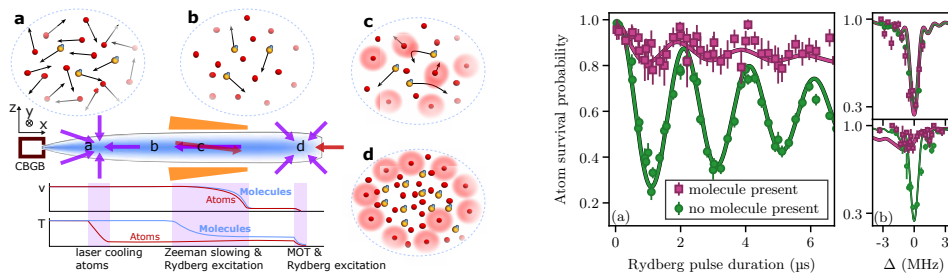 a
b
c
d
Z
y
x
CBGB
a
b
c
d
v
Molecules
Atoms
T
Molecules
Atoms
laser cooling
atoms
Zeeman slowing &
Rydberg excitation
MOT &
Rydberg excitation
Atom survival probability
1.0
0.8
0.6
0.4
0.2
(a)
molecule present
no molecule present
0
2
4
6
Rydberg pulse duration (µs)
1.0
0.3
1.0
0.3
(b)
-3
0
3
Δ (MHz)